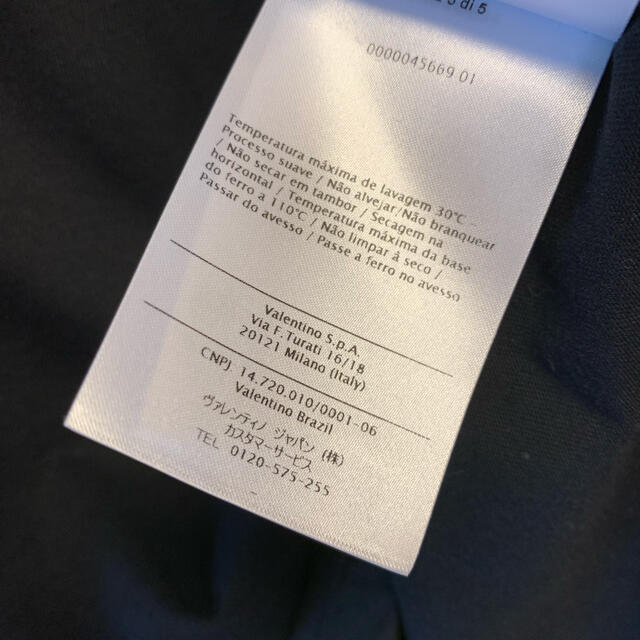 di 5
0000045669 01
Temperatura máxima de lavagem 30℃
Processo suave / Não alvejar/Não branquear
/ Não secar em tambor / Secagem na
horizontal / Temperatura máxima da base
do ferro a 110℃ / Não limpar à seco /
Passar do avesso / Passe a ferro no avesso
Valentino S.p.A.
Via F. Turati 16/18
20121 Milano (Italy)
CNPJ 14.720.010/0001-06
Valentino Brazil
ヴァレンティノ ジャパン (株)
カスタマーサービス
TEL 0120-575-255